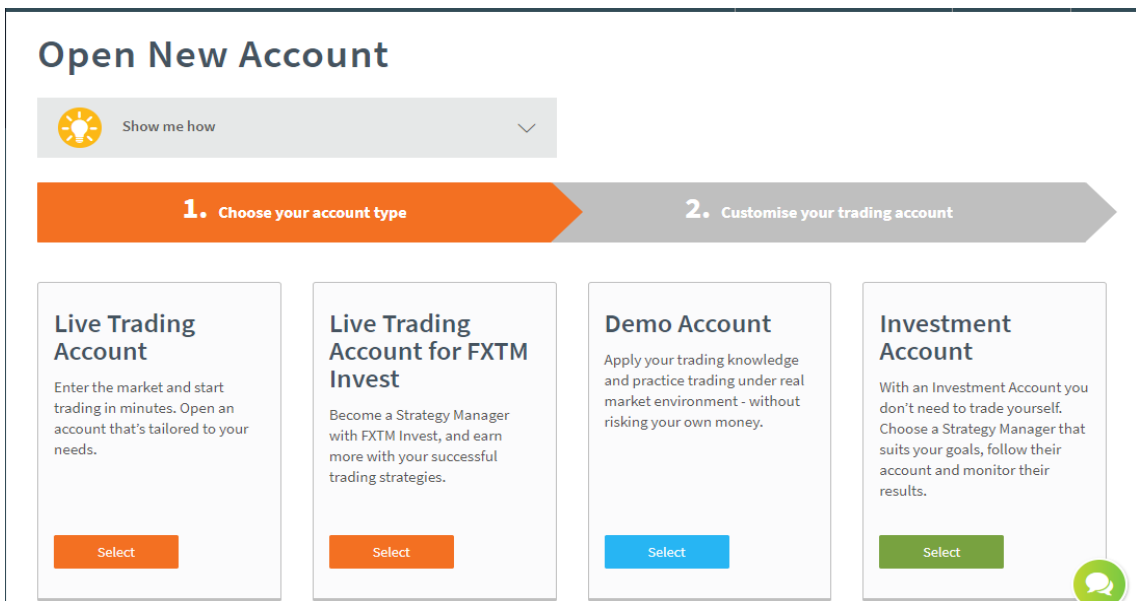 Open New Account
Show me how
1. Choose your account type
2. Customise your trading account
Live Trading
Account
Enter the market and start
trading in minutes. Open an
account that's tailored to your
needs.
Select
Live Trading
Account for FXTM
Invest
Become a Strategy Manager
with FXTM Invest, and earn
more with your successful
trading strategies.
Select
Demo Account
Apply your trading knowledge
and practice trading under real
market environment - without
risking your own money.
Select
Investment
Account
With an Investment Account you
don't need to trade yourself.
Choose a Strategy Manager that
suits your goals, follow their
account and monitor their
results.
Select